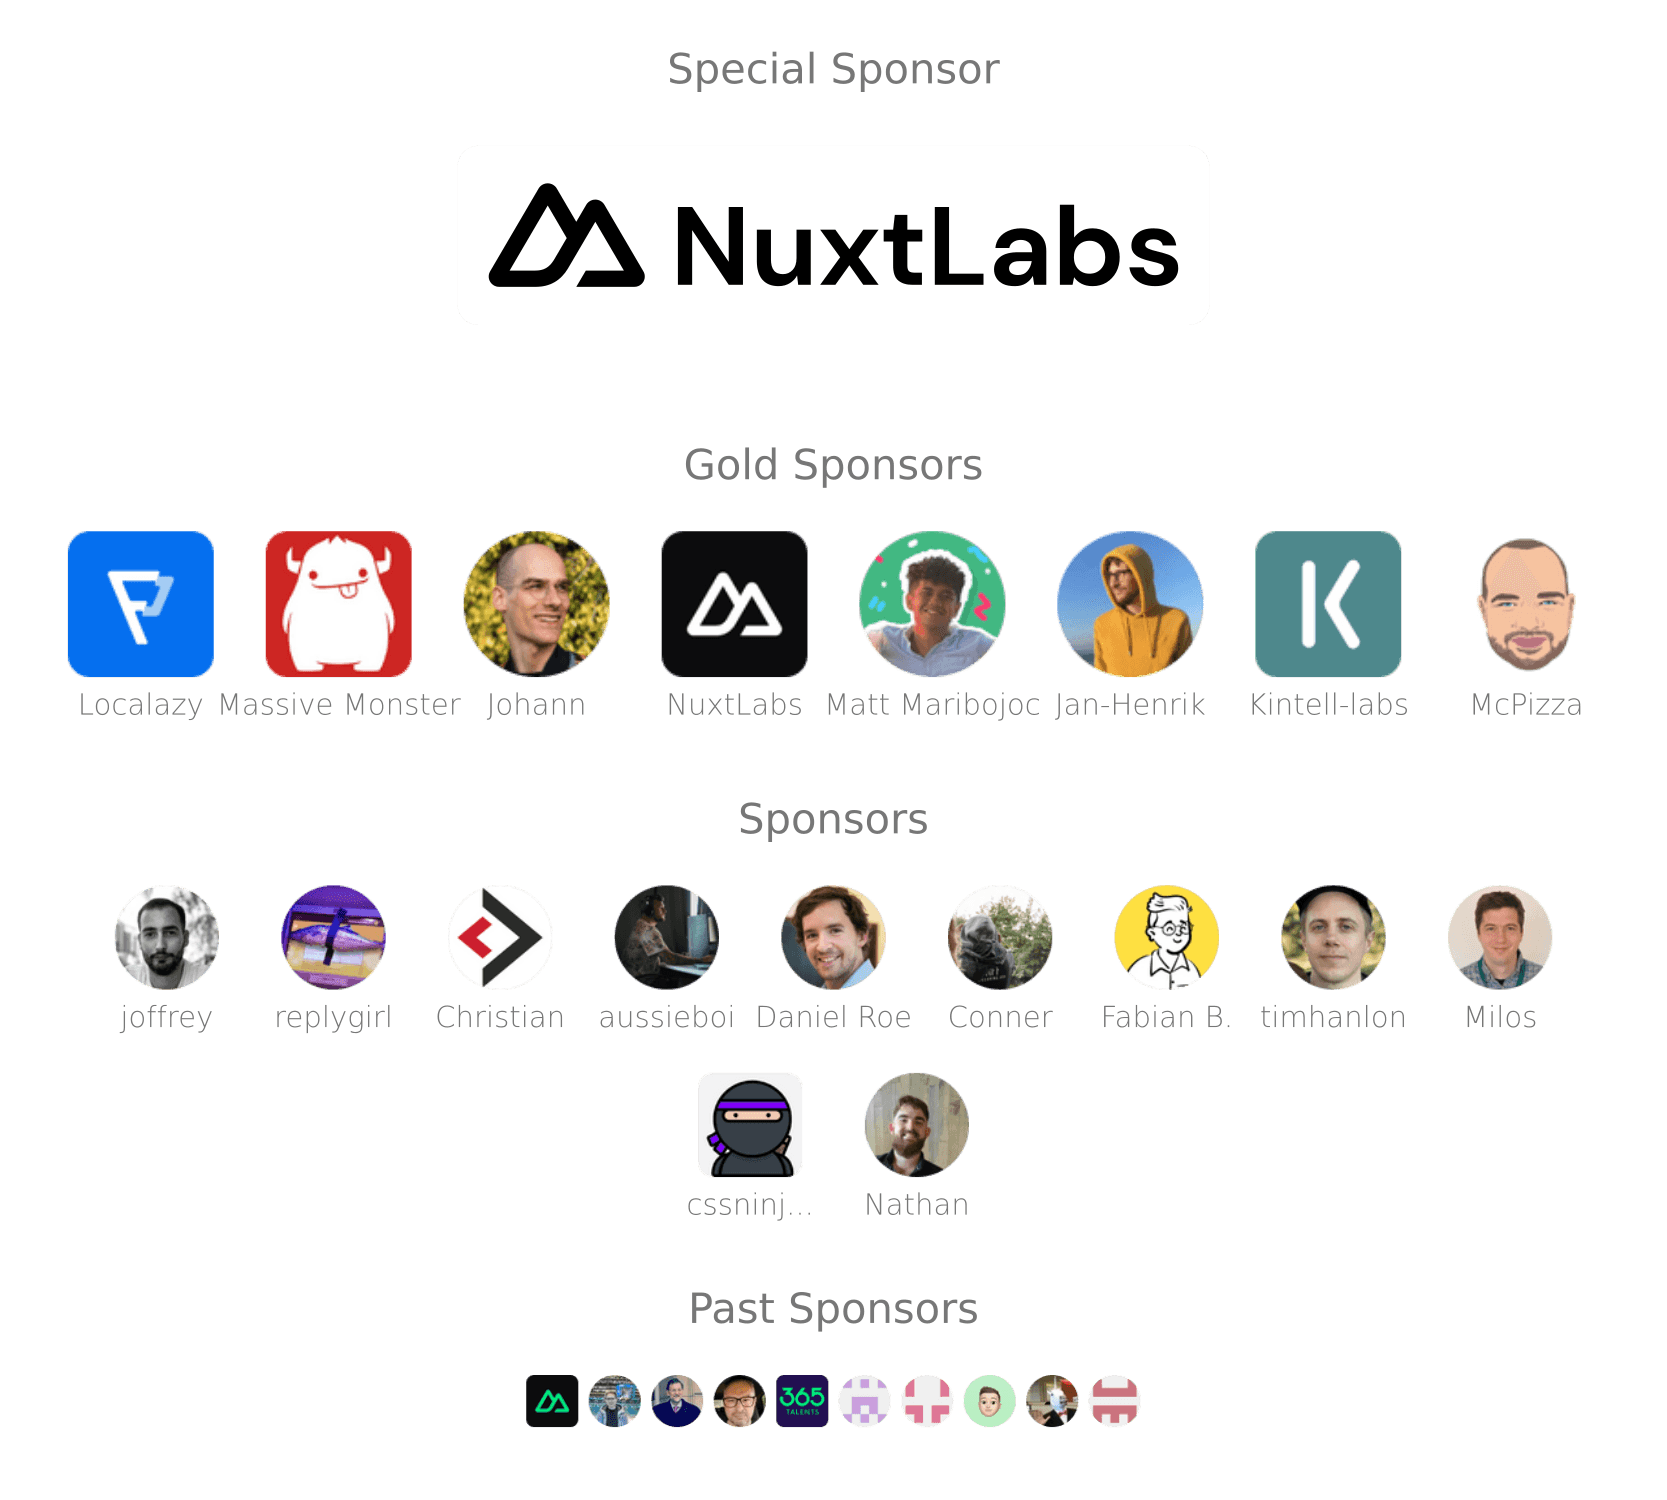 Special Sponsor
NuxtLabs
Gold Sponsors
Localazy Massive Monster Johann NuxtLabs Matt Maribojoc Jan-Henrik Kintell-labs McPizza
Sponsors
joffrey replygirl Christian aussieboi Daniel Roe Conner Fabian B. timhanlon Milos
cssninj... Nathan
Past Sponsors
365
TALENTS